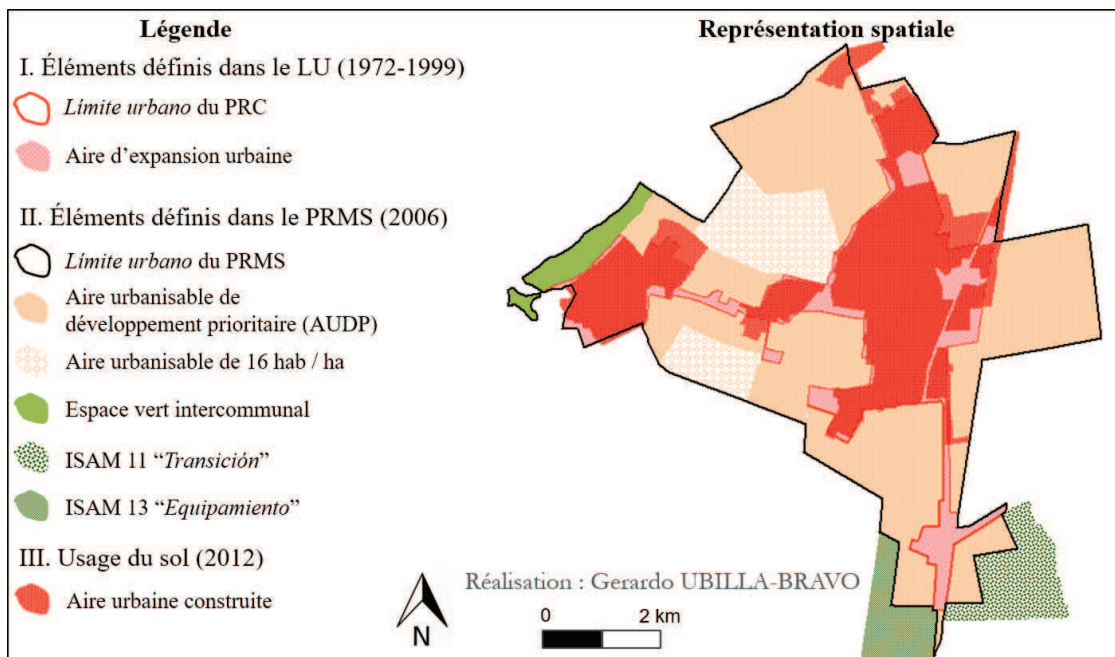 Légende
I. Éléments définis dans le LU (1972-1999)
Límite urbano du PRC
Aire d'expansion urbaine
II. Éléments définis dans le PRMS (2006)
Límite urbano du PRMS
Aire urbanisable de
développement prioritaire (AUDP)
Aire urbanisable de 16 hab / ha
Espace vert intercommunal
ISAM 11 “Transición”
ISAM 13 “Equipamiento”
III. Usage du sol (2012)
Aire urbaine construite
Représentation spatiale
Réalisation : Gerardo UBILLA-BRAVO
0 2 km
N